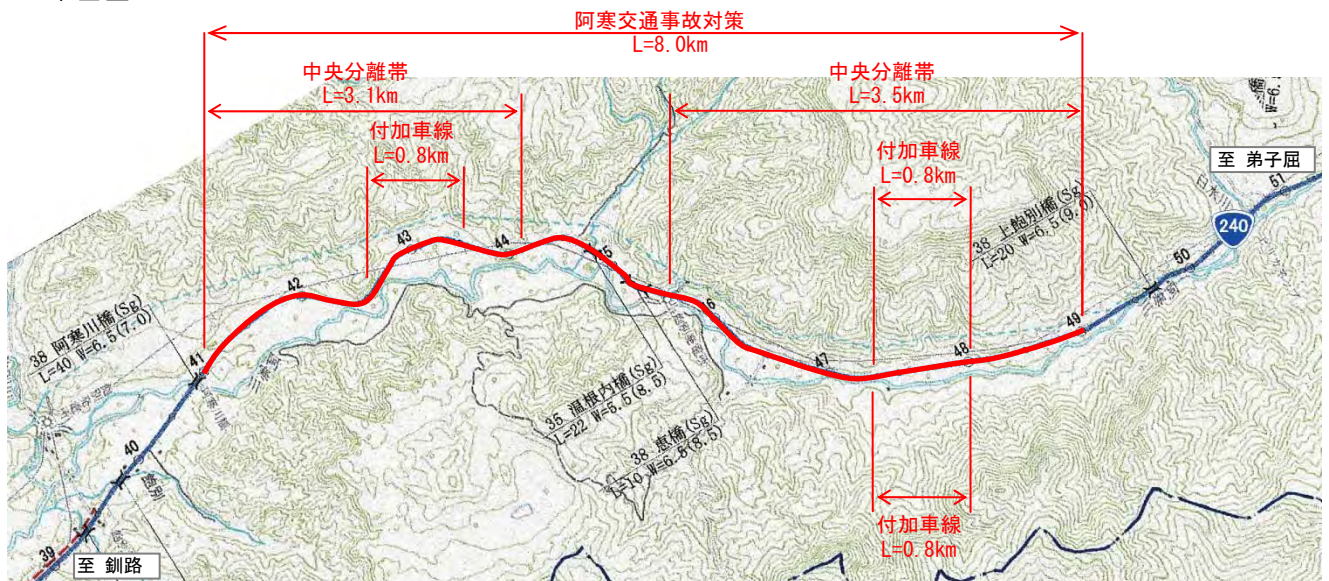 阿寒交通事故対策
L=8.0km
中央分離帯
L=3.1km
中央分離帯
L=3.5km
付加車線
L=0.8km
付加車線
L=0.8km
至 弟子屈
51
240
50
49
48
47
46
45
44
43
42
41
40
39
38 上飽別橋(Sg)
L=20 W=6.5(9.0)
38 阿寒川橋(Sg)
L=40 W=6.5(7.0)
35 温根内橋(Sg)
L=22 W=5.5(8.5)
38 恵橋(Sg)
L=10 W=6.5(8.5)
飽別
付加車線
L=0.8km
至 釧路